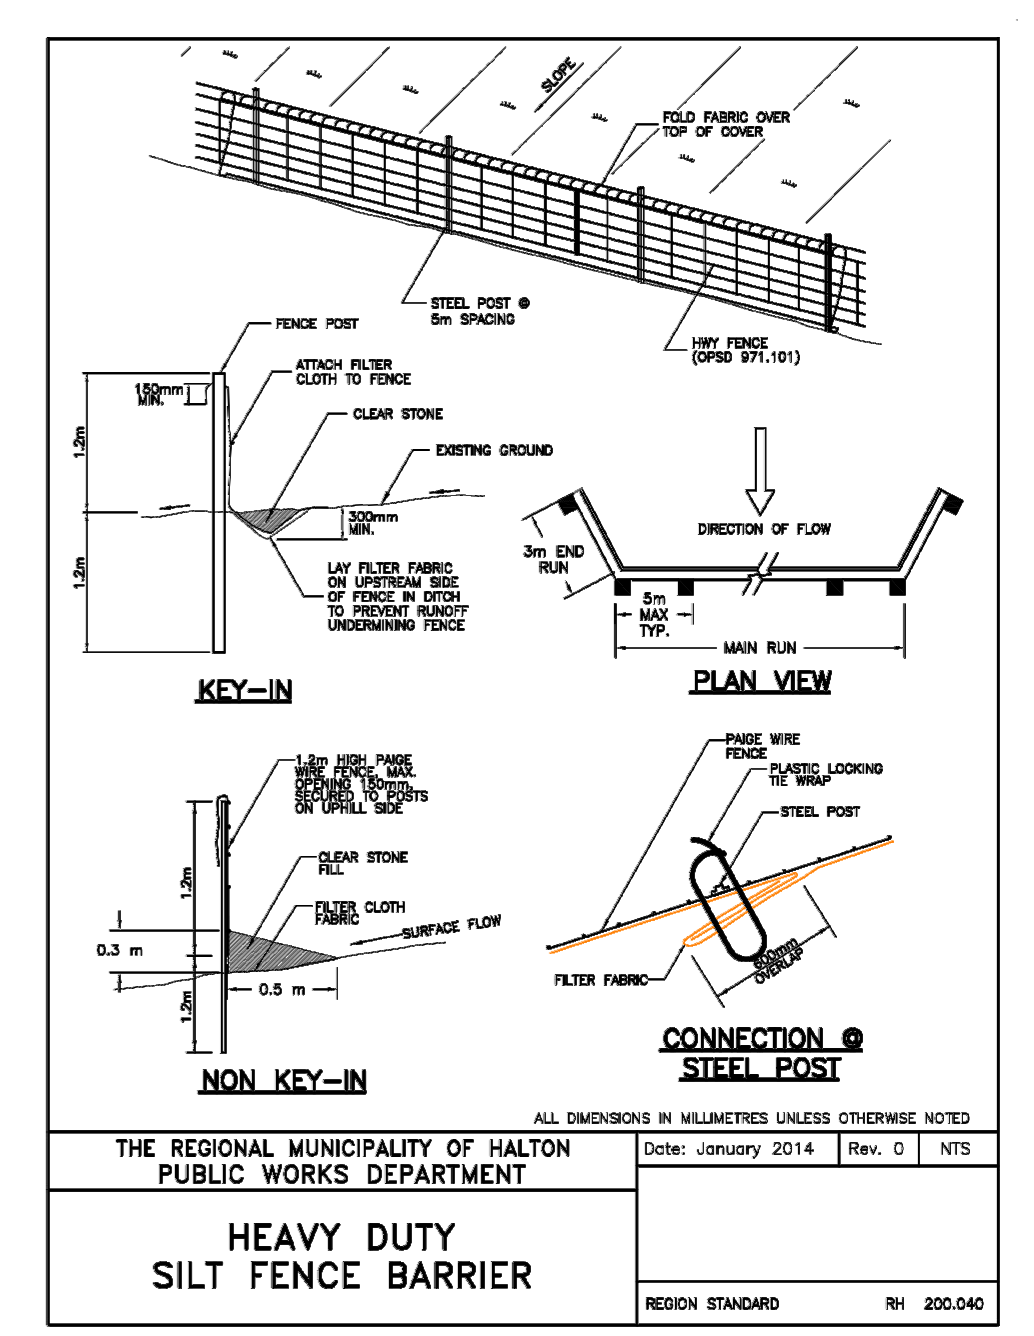 SLOPE
FOLD FABRIC OVER
TOP OF COVER
STEEL POST @
5m SPACING
HWY FENCE
(OPSD 971.101)
FENCE POST
ATTACH FILTER
CLOTH TO FENCE
CLEAR STONE
EXISTING GROUND
150mm
MIN.
1.2m
1.2m
300mm
MIN.
LAY FILTER FABRIC
ON UPSTREAM SIDE
OF FENCE IN DITCH
TO PREVENT RUNOFF
UNDERMINING FENCE
KEY-IN
DIRECTION OF FLOW
3m END
RUN
5m
MAX
TYP.
MAIN RUN
PLAN VIEW
1.2m HIGH PAIGE
WIRE FENCE, MAX.
OPENING 150mm,
SECURED TO POSTS
ON UPHILL SIDE
CLEAR STONE
FILL
FILTER CLOTH
FABRIC
SURFACE FLOW
1.2m
0.3 m
0.5 m
1.2m
NON KEY-IN
PAIGE WIRE
FENCE
PLASTIC LOCKING
TIE WRAP
STEEL POST
FILTER FABRIC
600mm
OVERLAP
CONNECTION @
STEEL POST
ALL DIMENSIONS IN MILLIMETRES UNLESS OTHERWISE NOTED
THE REGIONAL MUNICIPALITY OF HALTON
PUBLIC WORKS DEPARTMENT
Date: January 2014
Rev. 0
NTS
HEAVY DUTY
SILT FENCE BARRIER
REGION STANDARD
RH 200.040